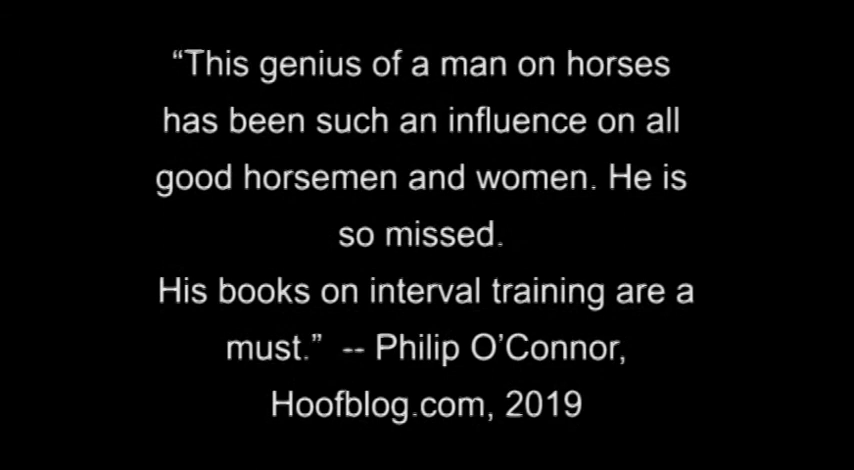 “This genius of a man on horses
has been such an influence on all
good horsemen and women. He is
so missed.
His books on interval training are a
must.”  -- Philip O’Connor,
Hoofblog.com, 2019